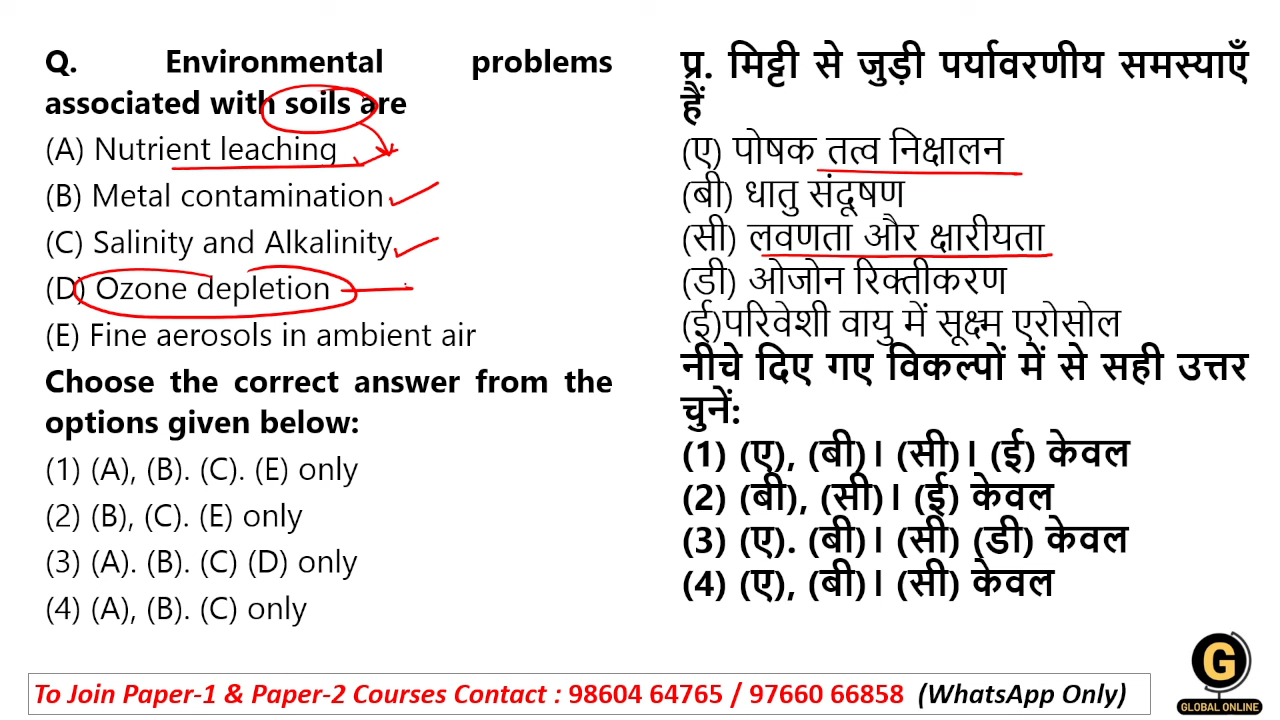 Q. Environmental problems
associated with soils are
(A) Nutrient leaching
(B) Metal contamination
(C) Salinity and Alkalinity
(D) Ozone depletion
(E) Fine aerosols in ambient air
Choose the correct answer from the
options given below:
(1) (A), (B). (C). (E) only
(2) (B), (C). (E) only
(3) (A). (B). (C) (D) only
(4) (A), (B). (C) only
प्र. मिट्टी से जुड़ी पर्यावरणीय समस्याएँ
हैं
(ए) पोषक तत्व निक्षालन
(बी) धातु संदूषण
(सी) लवणता और क्षारीयता
(डी) ओजोन रिक्तीकरण
(ई)परिवेशी वायु में सूक्ष्म एरोसोल
नीचे दिए गए विकल्पों में से सही उत्तर
चुनें:
(1) (ए), (बी)। (सी)। (ई) केवल
(2) (बी), (सी)। (ई) केवल
(3) (ए). (बी)। (सी) (डी) केवल
(4) (ए), (बी)। (सी) केवल
To Join Paper-1 & Paper-2 Courses Contact : 98604 64765 / 97660 66858 (WhatsApp Only)
G
GLOBAL ONLINE